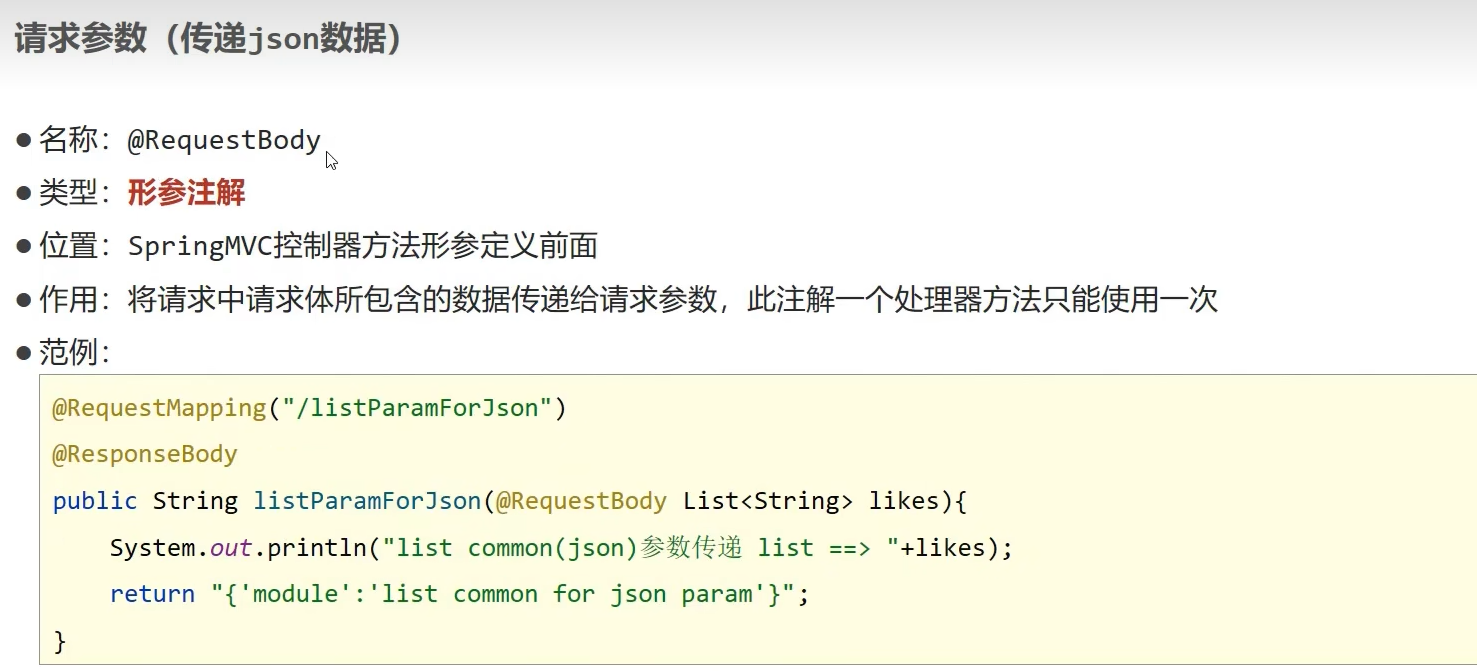 请求参数（传递json数据）
● 名称：@RequestBody
● 类型：形参注解
● 位置：SpringMVC控制器方法形参定义前面
● 作用：将请求中请求体所包含的数据传递给请求参数，此注解一个处理器方法只能使用一次
● 范例：
@RequestMapping("/listParamForJson")
@ResponseBody
public String listParamForJson(@RequestBody List<String> likes){
    System.out.println("list common(json)参数传递 list ==> "+likes);
    return "{'module':'list common for json param'}";
}